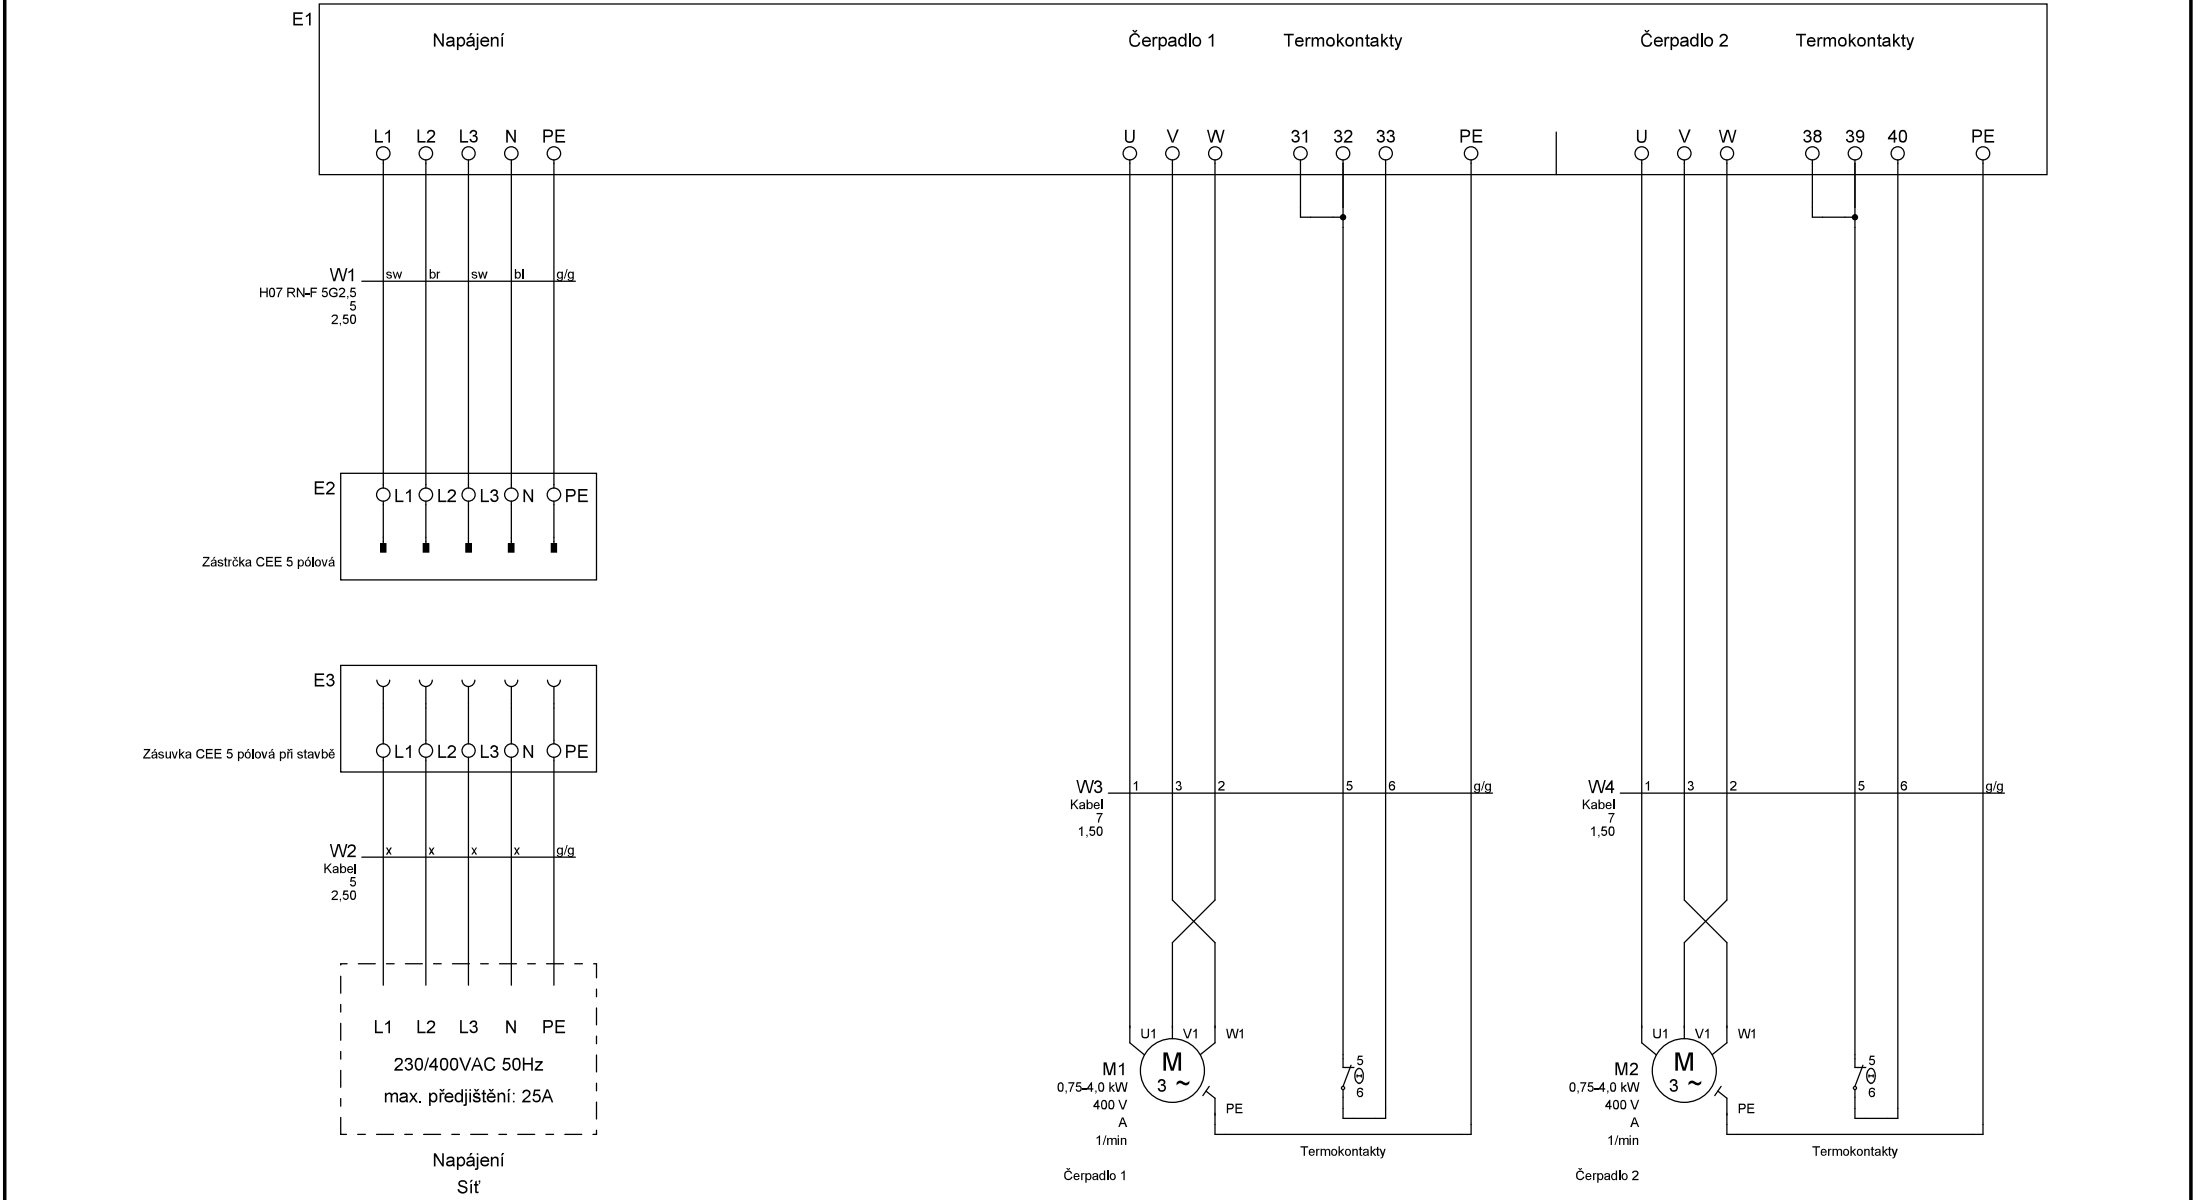 E1
Napájení
Čerpadlo 1 Termokontakty
Čerpadlo 2 Termokontakty
L1 L2 L3 N PE
U V W 31 32 33 PE
U V W 38 39 40 PE
W1 sw br sw bl g/g
H07 RN-F 5G2,5
5
2,50
E2
L1 L2 L3 N PE
Zástrčka CEE 5 pólová
E3
Zásuvka CEE 5 pólová při stavbě
L1 L2 L3 N PE
W2 x x x x g/g
Kabel
5
2,50
L1 L2 L3 N PE
230/400VAC 50Hz
max. předjištění: 25A
Napájení
Síť
W3 1 3 2 5 6 g/g
Kabel
7
1,50
U1 V1 W1
M1
0,75-4,0 kW
400 V
A
1/min
M
3 ~
PE
5
6
Termokontakty
Čerpadlo 1
W4 1 3 2 5 6 g/g
Kabel
7
1,50
U1 V1 W1
M2
0,75-4,0 kW
400 V
A
1/min
M
3 ~
PE
5
6
Termokontakty
Čerpadlo 2